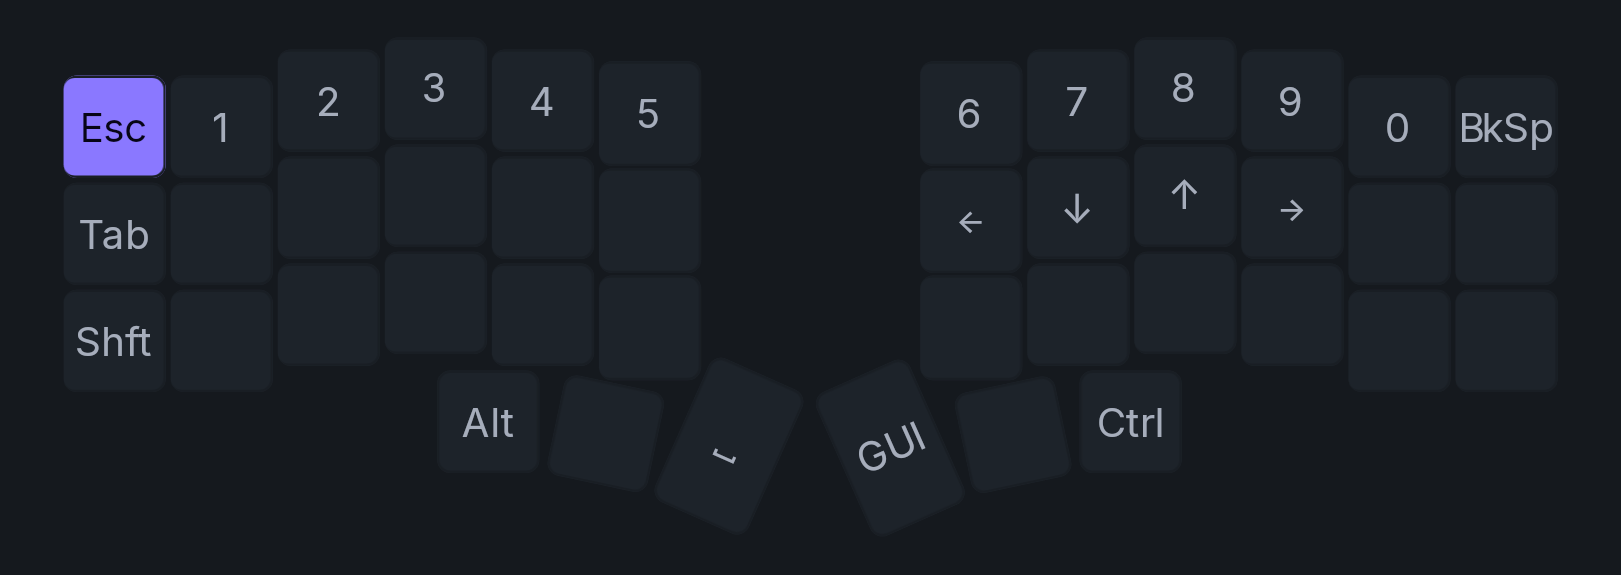 Esc 1 2 3 4 5 6 7 8 9 0 BkSp
Tab ← ↓ ↑ →
Shft
Alt ⎵ GUI Ctrl